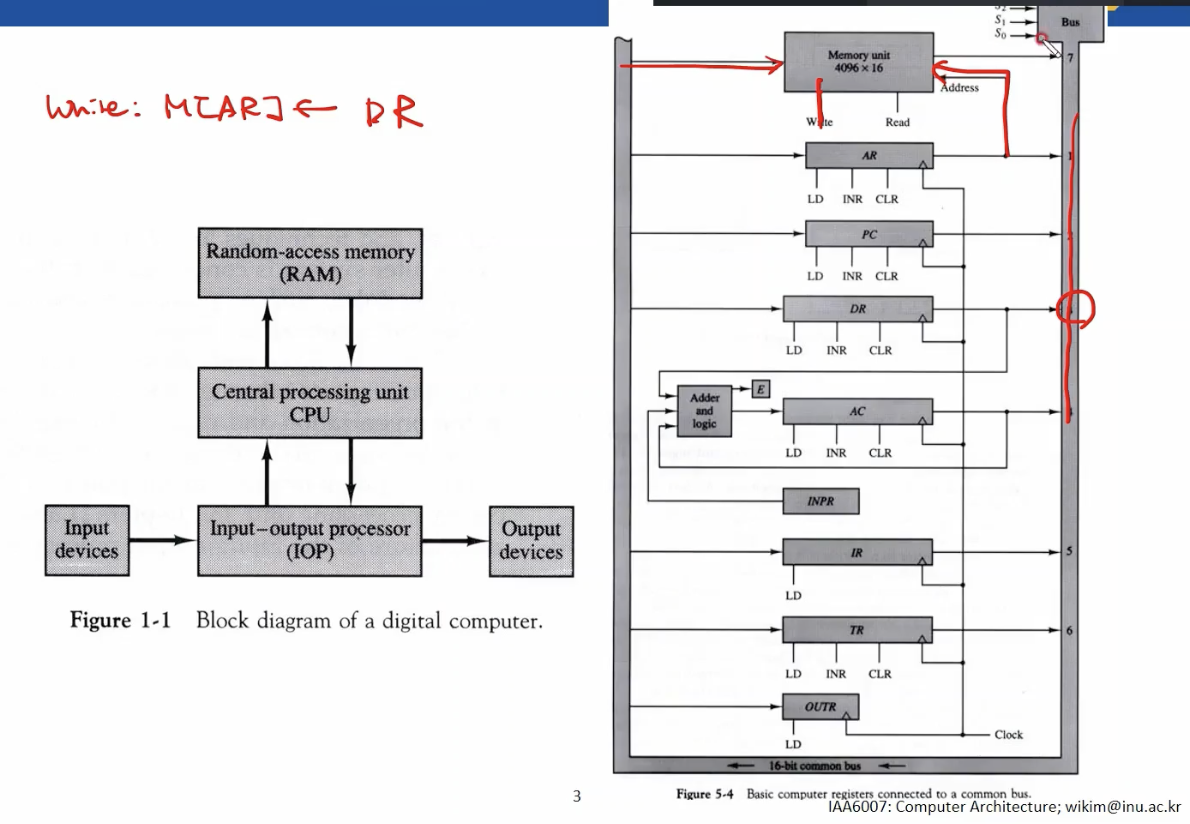 Write: M[AR] ← DR
Random-access memory
(RAM)
Central processing unit
CPU
Input
devices
Input-output processor
(IOP)
Output
devices
Figure 1-1 Block diagram of a digital computer.
3
S2
S1
S0
Bus
Memory unit
4096 × 16
7
Address
Write
Read
AR
1
LD INR CLR
PC
2
LD INR CLR
DR
LD INR CLR
Adder
and
logic
E
AC
4
LD INR CLR
INPR
IR
5
LD
TR
6
LD INR CLR
OUTR
LD
Clock
16-bit common bus
Figure 5-4 Basic computer registers connected to a common bus.
IAA6007: Computer Architecture; wikim@inu.ac.kr